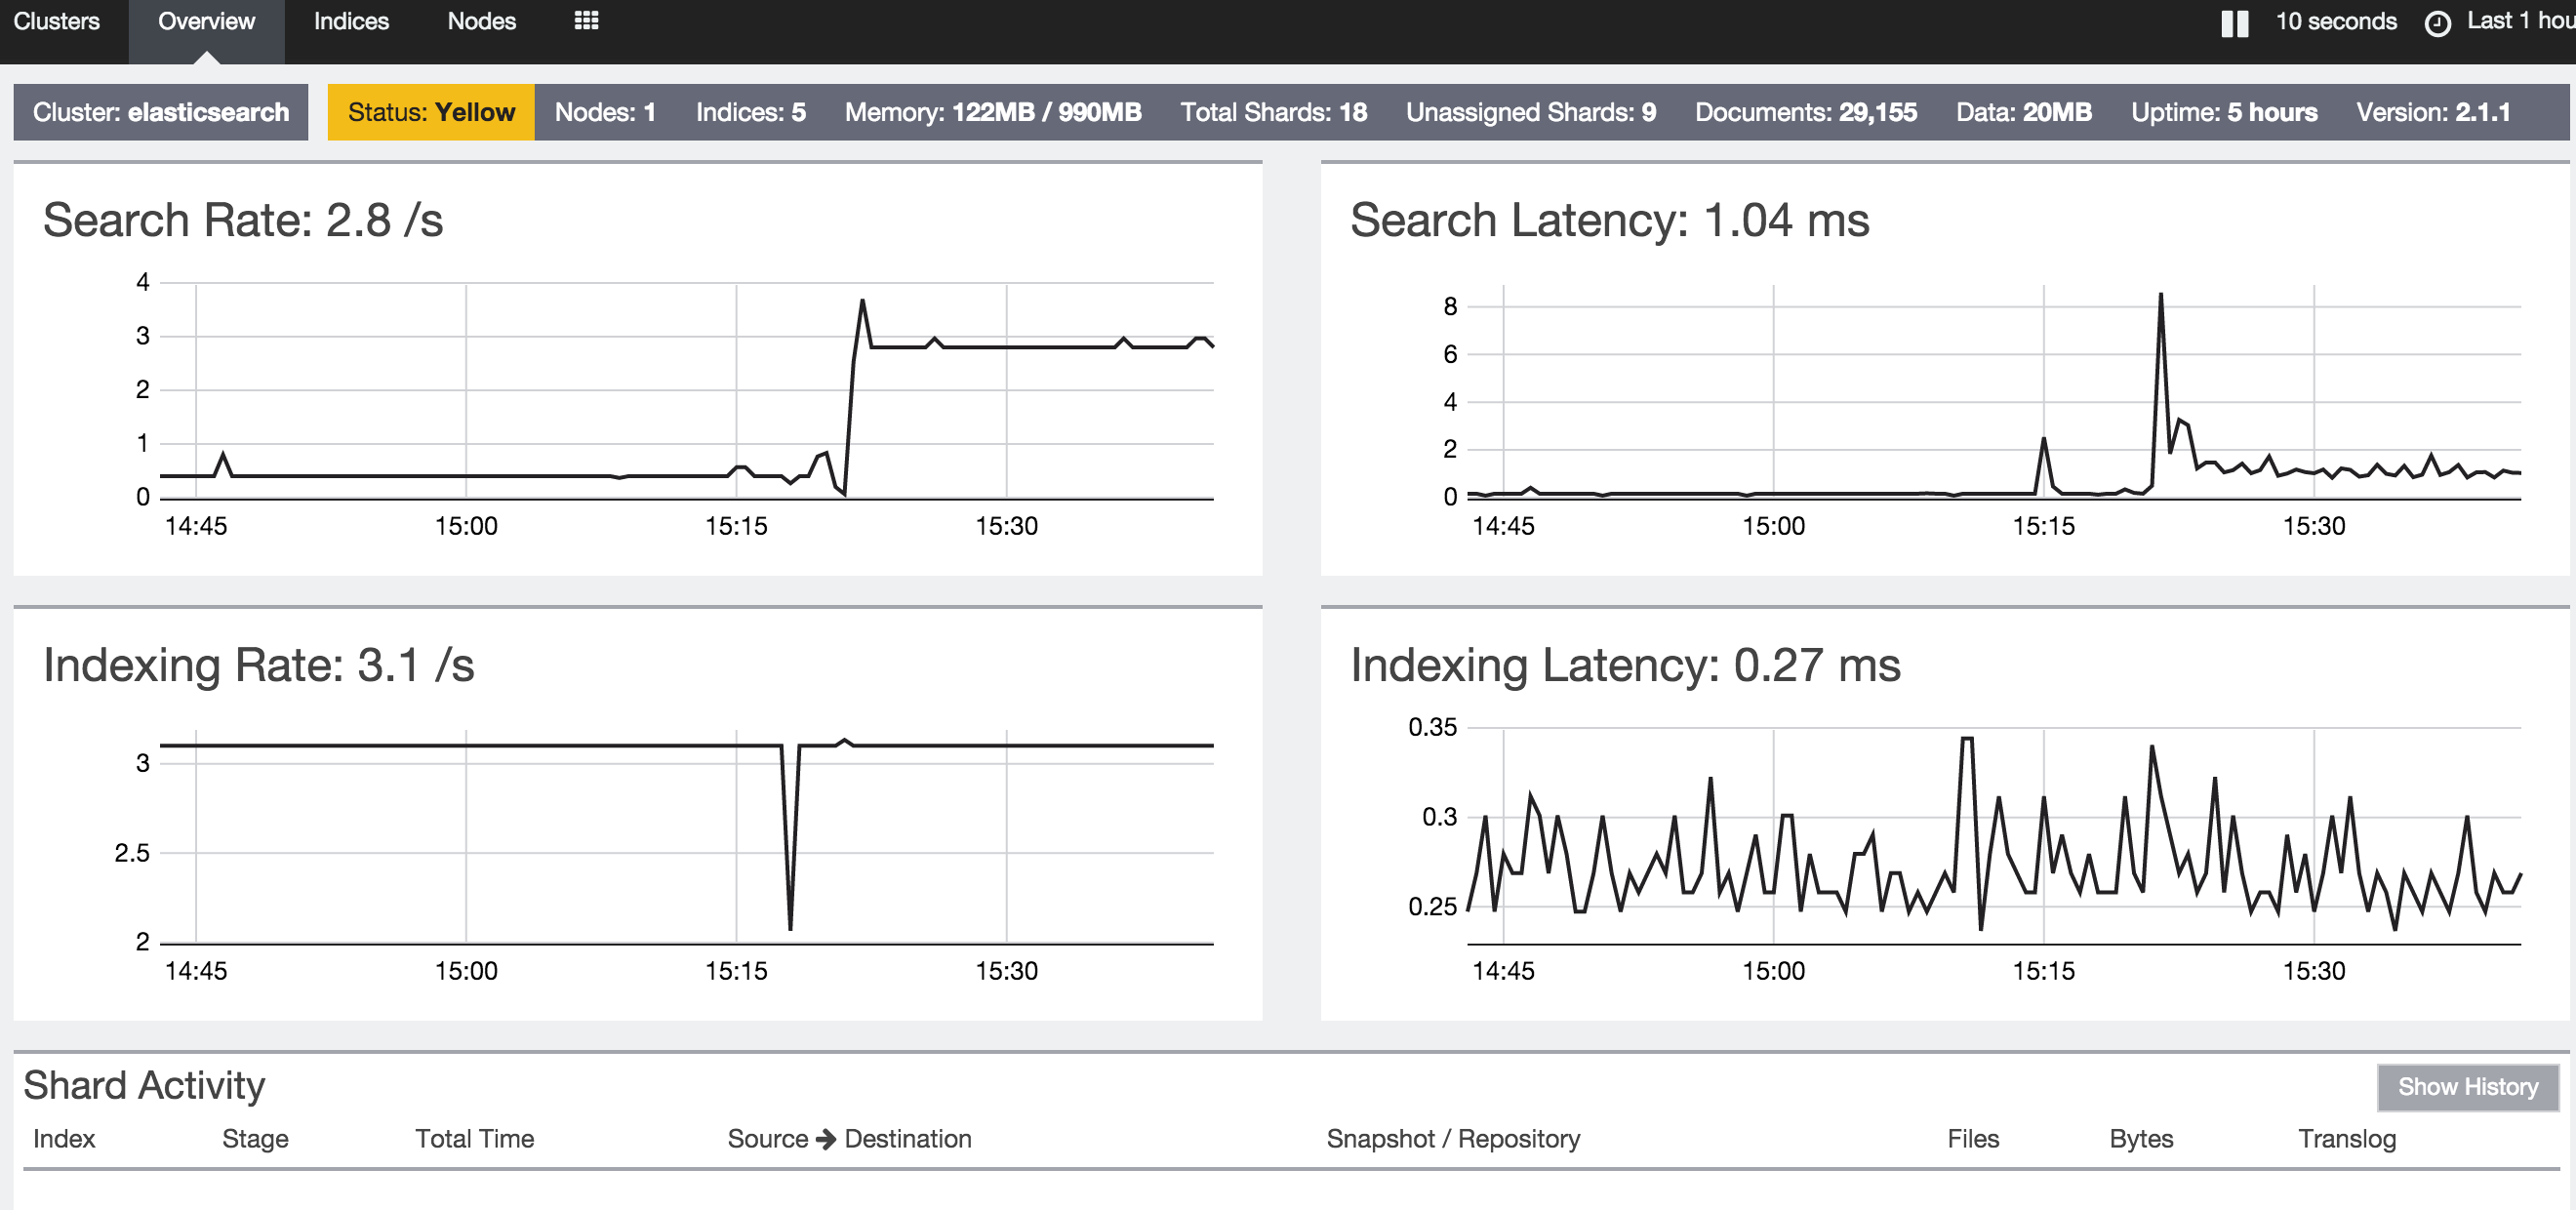 Clusters Overview Indices Nodes 10 seconds Last 1 hou
Cluster: elasticsearch Status: Yellow Nodes: 1 Indices: 5 Memory: 122MB / 990MB Total Shards: 18 Unassigned Shards: 9 Documents: 29,155 Data: 20MB Uptime: 5 hours Version: 2.1.1
Search Rate: 2.8 /s
4
3
2
1
0
14:45 15:00 15:15 15:30
Search Latency: 1.04 ms
8
6
4
2
0
14:45 15:00 15:15 15:30
Indexing Rate: 3.1 /s
3
2.5
2
14:45 15:00 15:15 15:30
Indexing Latency: 0.27 ms
0.35
0.3
0.25
14:45 15:00 15:15 15:30
Shard Activity Show History
Index Stage Total Time Source → Destination Snapshot / Repository Files Bytes Translog